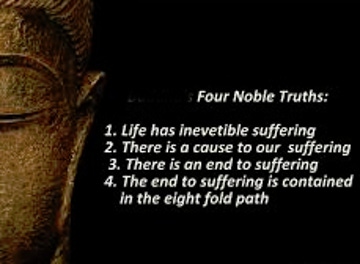 Four Noble Truths:
1. Life has inevetible suffering
2. There is a cause to our suffering
3. There is an end to suffering
4. The end to suffering is contained
in the eight fold path